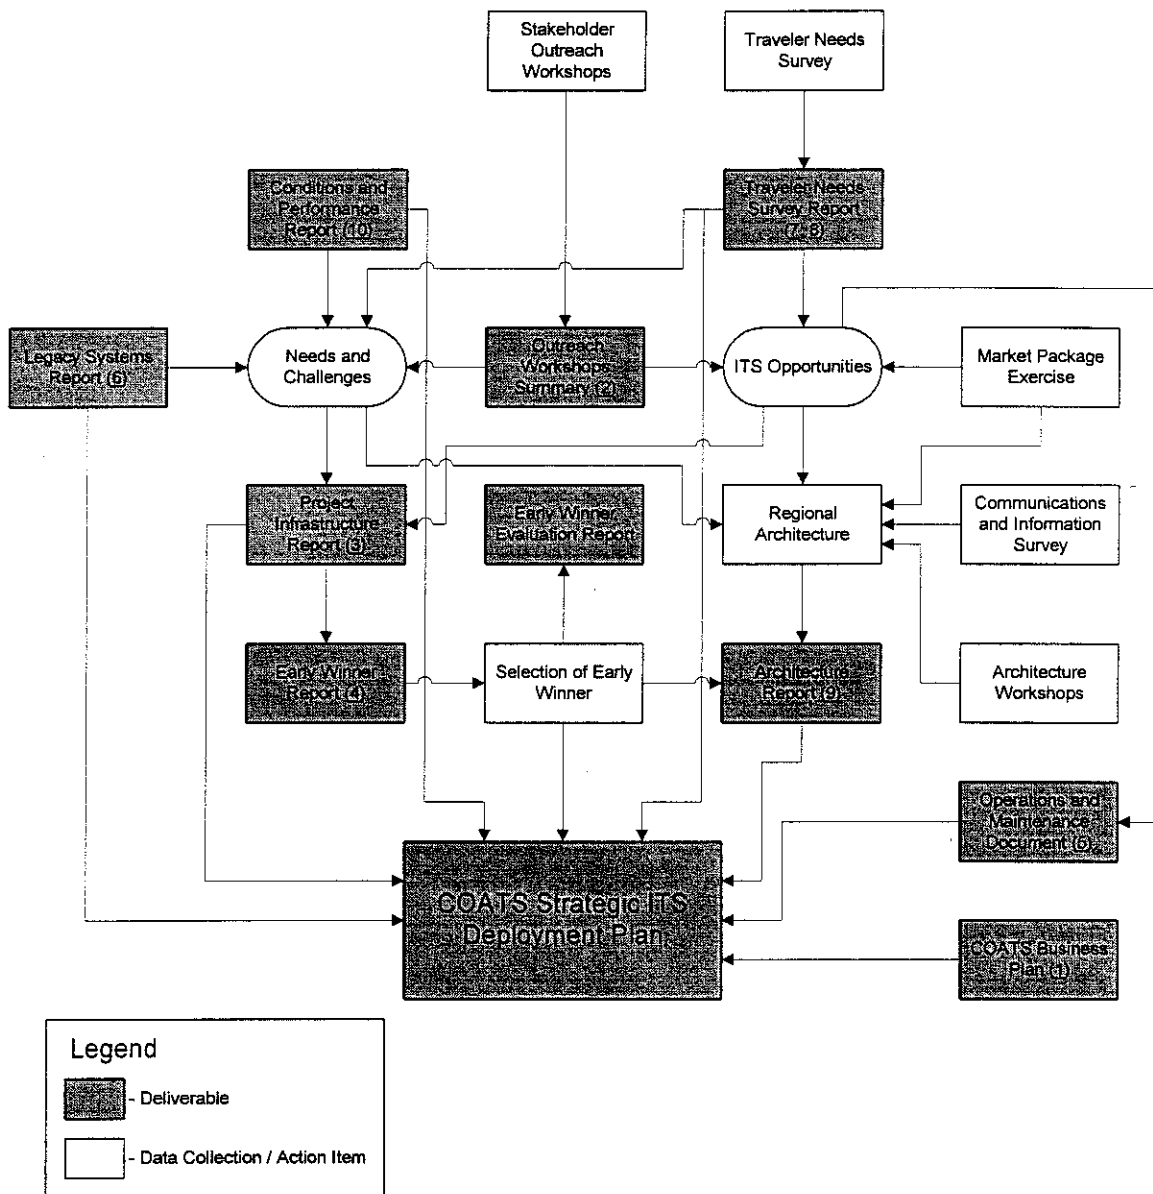 Stakeholder
Outreach
Workshops
Traveler Needs
Survey
Conditions and
Performance
Report (10)
Traveler Needs
Survey Report
(7, 8)
Legacy Systems
Report (6)
Needs and
Challenges
Outreach
Workshops
Summary (2)
ITS Opportunities
Market Package
Exercise
Project
Infrastructure
Report (3)
Early Winner
Evaluation Report
Regional
Architecture
Communications
and Information
Survey
Early Winner
Report (4)
Selection of Early
Winner
Architecture
Report (9)
Architecture
Workshops
Operations and
Maintenance
Document (5)
COATS Strategic ITS
Deployment Plan
COATS Business
Plan (1)
Legend
- Deliverable
- Data Collection / Action Item